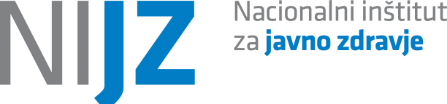 NIJZ
Nacionalni inštitut
za javno zdravje